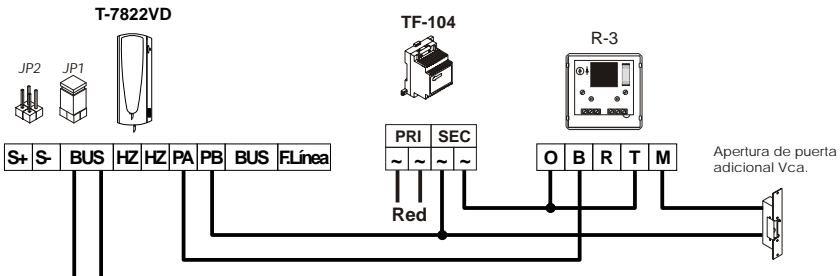 T-7822VD
TF-104
R-3
JP2 JP1
PRI SEC
S+ S- BUS HZ HZ PA PB BUS F.Línea
~ ~ ~ ~
O B R T M
Apertura de puerta
adicional Vca.
Red